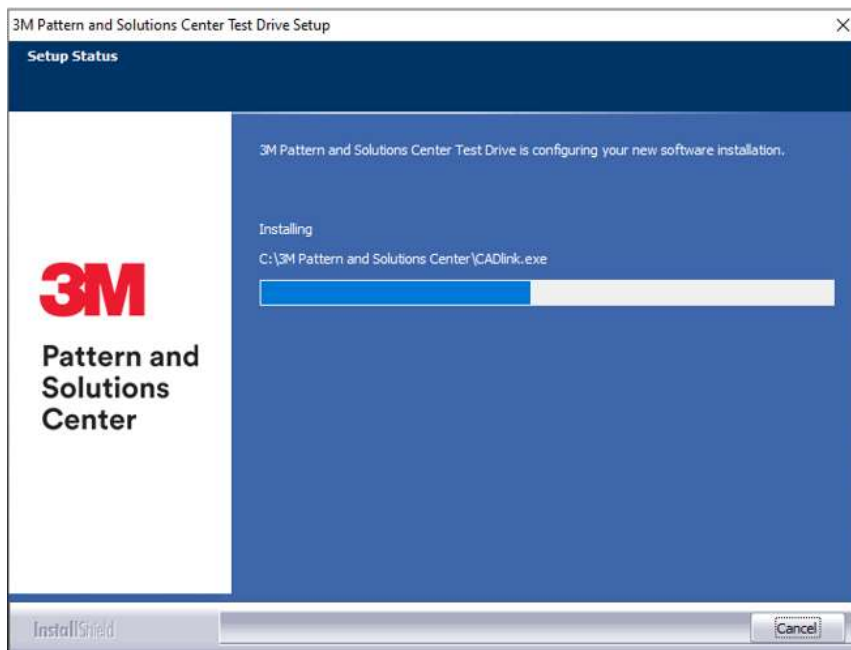 3M Pattern and Solutions Center Test Drive Setup
Setup Status
3M Pattern and Solutions Center Test Drive is configuring your new software installation.
Installing
C:\3M Pattern and Solutions Center\CADlink.exe
3M
Pattern and
Solutions
Center
InstallShield
Cancel